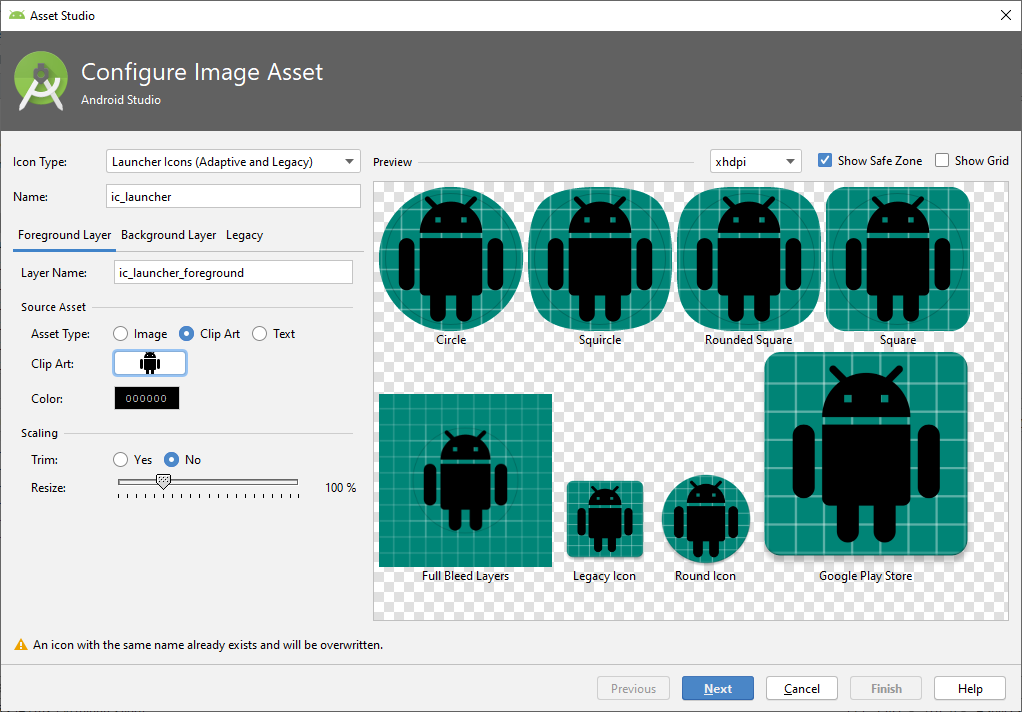 Asset Studio
Configure Image Asset
Android Studio
Icon Type: Launcher Icons (Adaptive and Legacy)
Preview xhdpi Show Safe Zone Show Grid
Name: ic_launcher
Foreground Layer Background Layer Legacy
Layer Name: ic_launcher_foreground
Source Asset
Asset Type: Image Clip Art Text
Clip Art:
Color: 000000
Scaling
Trim: Yes No
Resize: 100 %
Circle Squircle Rounded Square Square
Full Bleed Layers Legacy Icon Round Icon Google Play Store
An icon with the same name already exists and will be overwritten.
Previous Next Cancel Finish Help